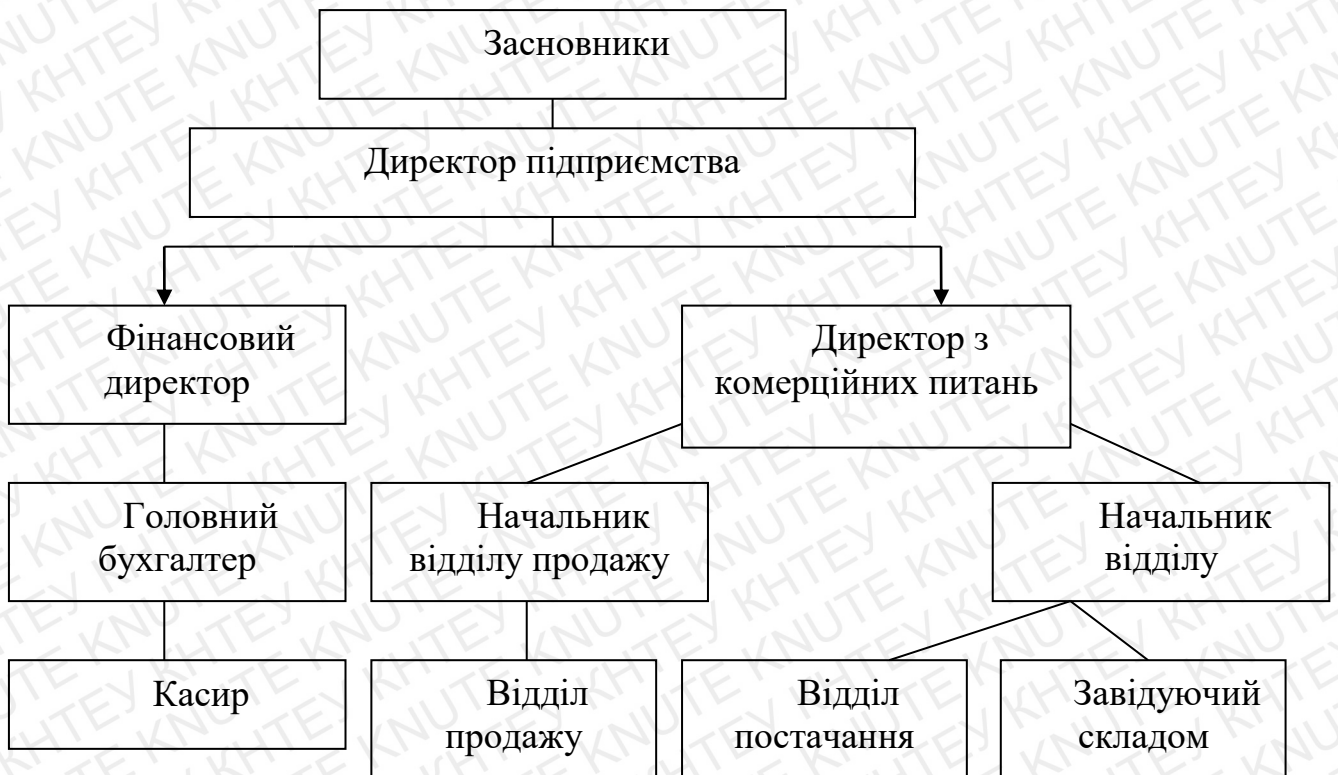 Засновники
Директор підприємства
Фінансовий
директор
Директор з
комерційних питань
Головний
бухгалтер
Начальник
відділу продажу
Начальник
відділу
Касир
Відділ
продажу
Відділ
постачання
Завідуючий
складом